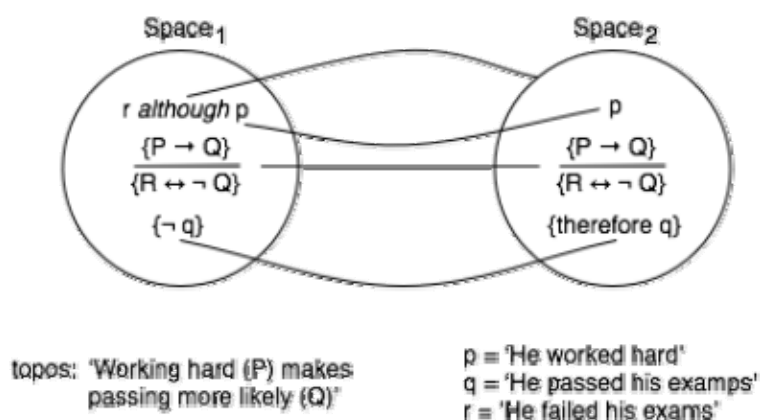 Space1
Space2
r although p
p
{P → Q}
{P → Q}
{R ↔ ¬ Q}
{R ↔ ¬ Q}
{¬ q}
{therefore q}
topos: 'Working hard (P) makes
passing more likely (Q)'
p = 'He worked hard'
q = 'He passed his examps'
r = 'He failed his exams'